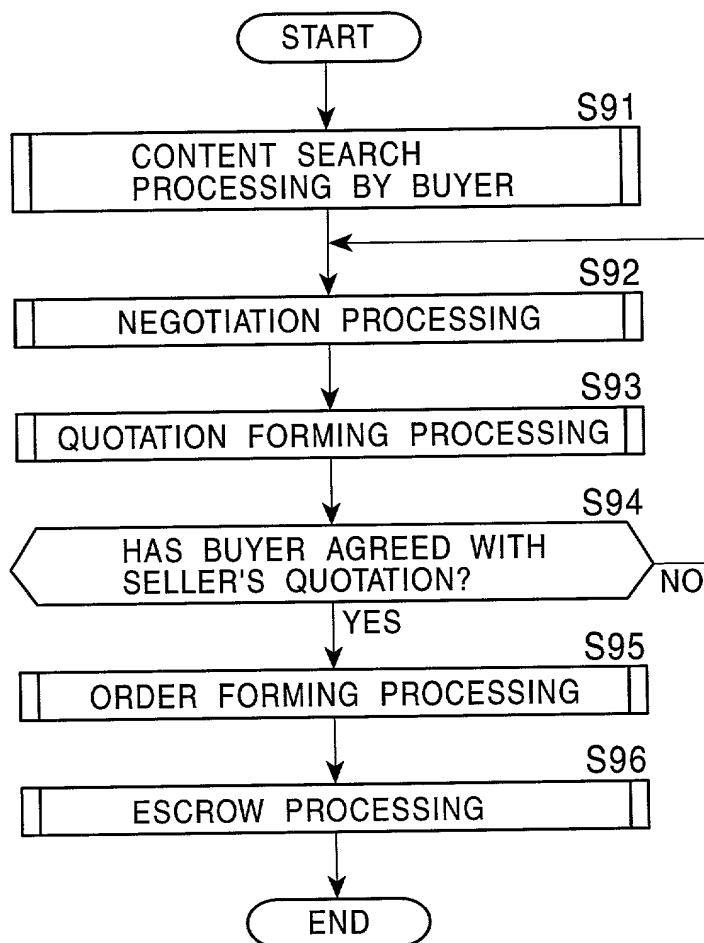 START
S91
CONTENT SEARCH
PROCESSING BY BUYER
S92
NEGOTIATION PROCESSING
S93
QUOTATION FORMING PROCESSING
S94
HAS BUYER AGREED WITH
SELLER'S QUOTATION?
NO
YES
S95
ORDER FORMING PROCESSING
S96
ESCROW PROCESSING
END